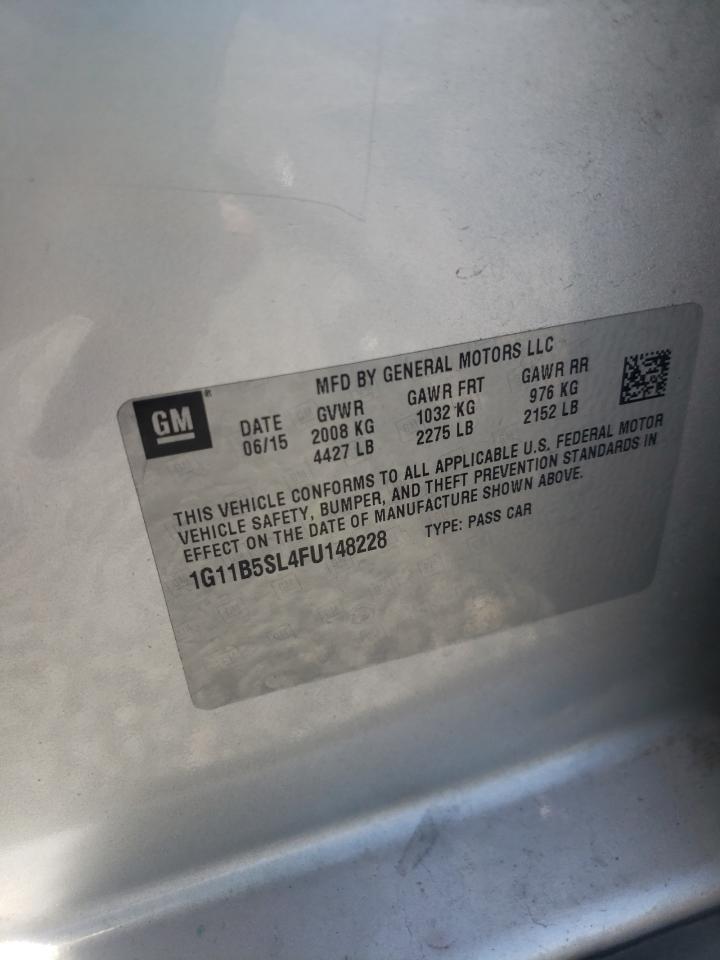 GM
MFD BY GENERAL MOTORS LLC
DATE GVWR GAWR FRT GAWR RR
06/15 2008 KG 1032 KG 976 KG
4427 LB 2275 LB 2152 LB
THIS VEHICLE CONFORMS TO ALL APPLICABLE U.S. FEDERAL MOTOR
VEHICLE SAFETY, BUMPER, AND THEFT PREVENTION STANDARDS IN
EFFECT ON THE DATE OF MANUFACTURE SHOWN ABOVE.
1G11B5SL4FU148228 TYPE: PASS CAR